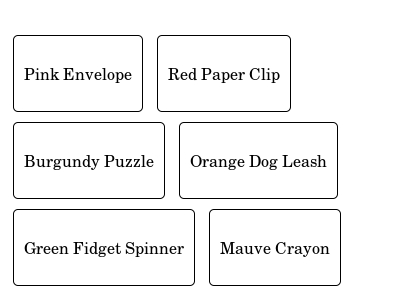 Pink Envelope
Red Paper Clip
Burgundy Puzzle
Orange Dog Leash
Green Fidget Spinner
Mauve Crayon